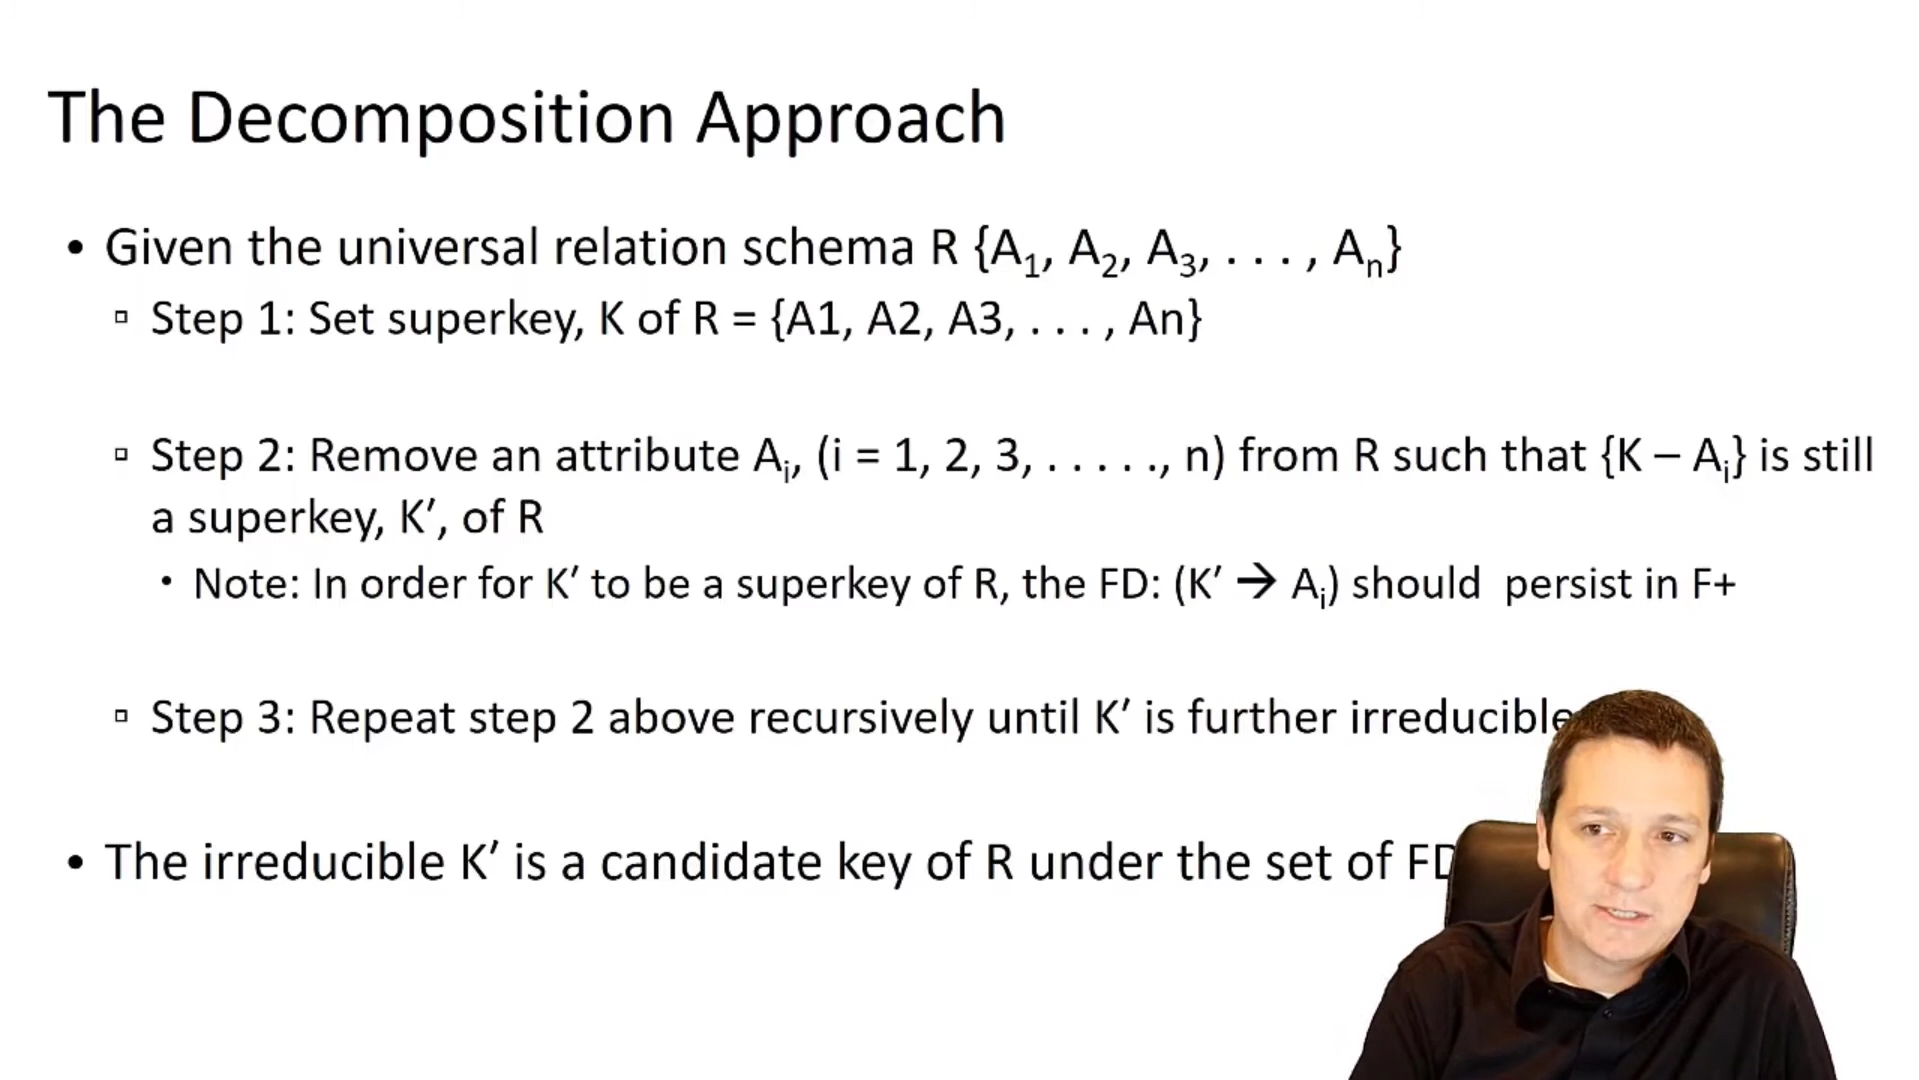 The Decomposition Approach
• Given the universal relation schema R {A₁, A₂, A₃, . . . , Aₙ}
▫ Step 1: Set superkey, K of R = {A1, A2, A3, . . . , An}
▫ Step 2: Remove an attribute Aᵢ, (i = 1, 2, 3, . . . . ., n) from R such that {K – Aᵢ} is still
a superkey, K′, of R
• Note: In order for K′ to be a superkey of R, the FD: (K′ → Aᵢ) should persist in F+
▫ Step 3: Repeat step 2 above recursively until K′ is further irreducible
• The irreducible K′ is a candidate key of R under the set of